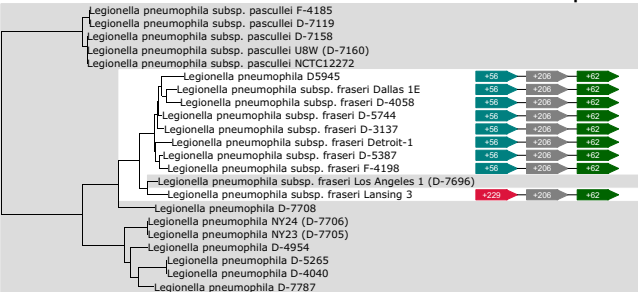 Legionella pneumophila subsp. pascullei F-4185
Legionella pneumophila subsp. pascullei D-7119
Legionella pneumophila subsp. pascullei D-7158
Legionella pneumophila subsp. pascullei U8W (D-7160)
Legionella pneumophila subsp. pascullei NCTC12272
Legionella pneumophila D5945 +56 +206 +62
Legionella pneumophila subsp. fraseri Dallas 1E +56 +206 +62
Legionella pneumophila subsp. fraseri D-4058 +56 +206 +62
Legionella pneumophila subsp. fraseri D-5744 +56 +206 +62
Legionella pneumophila subsp. fraseri D-3137 +56 +206 +62
Legionella pneumophila subsp. fraseri Detroit-1 +56 +206 +62
Legionella pneumophila subsp. fraseri D-5387 +56 +206 +62
Legionella pneumophila subsp. fraseri F-4198 +56 +206 +62
Legionella pneumophila subsp. fraseri Los Angeles 1 (D-7696)
Legionella pneumophila subsp. fraseri Lansing 3 +229 +206 +62
Legionella pneumophila D-7708
Legionella pneumophila NY24 (D-7706)
Legionella pneumophila NY23 (D-7705)
Legionella pneumophila D-4954
Legionella pneumophila D-5265
Legionella pneumophila D-4040
Legionella pneumophila D-7787